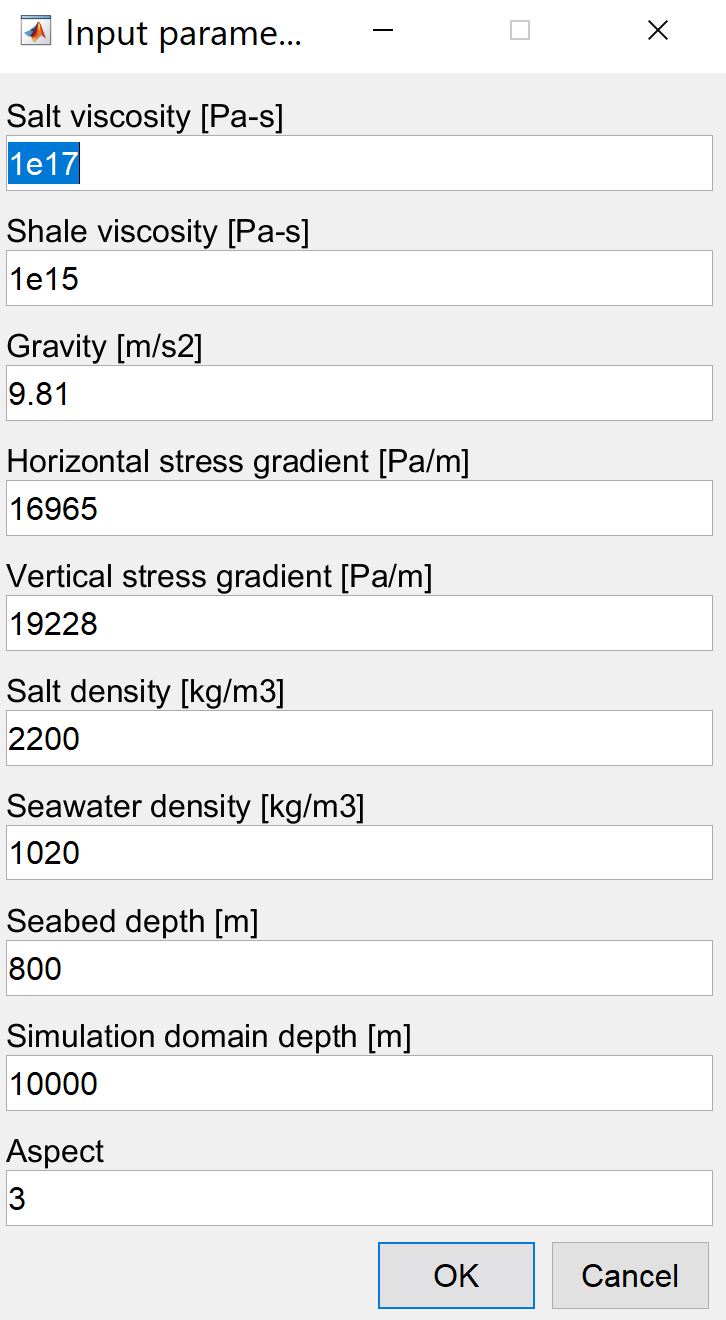 Input parame...
Salt viscosity [Pa-s]
1e17
Shale viscosity [Pa-s]
1e15
Gravity [m/s2]
9.81
Horizontal stress gradient [Pa/m]
16965
Vertical stress gradient [Pa/m]
19228
Salt density [kg/m3]
2200
Seawater density [kg/m3]
1020
Seabed depth [m]
800
Simulation domain depth [m]
10000
Aspect
3
OK Cancel